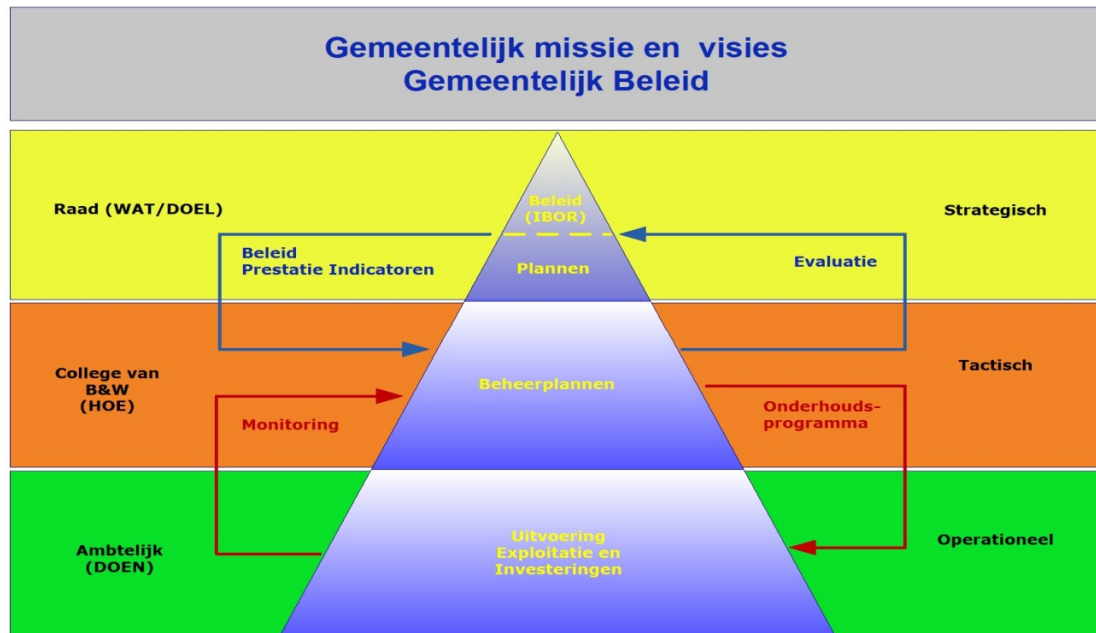 Gemeentelijk missie en visies
Gemeentelijk Beleid
Raad (WAT/DOEL)
Beleid
(IBOR)
Strategisch
Beleid
Prestatie Indicatoren
Plannen
Evaluatie
College van
B&W
(HOE)
Beheerplannen
Tactisch
Monitoring
Onderhouds-
programma
Ambtelijk
(DOEN)
Uitvoering
Exploitatie en
Investeringen
Operationeel